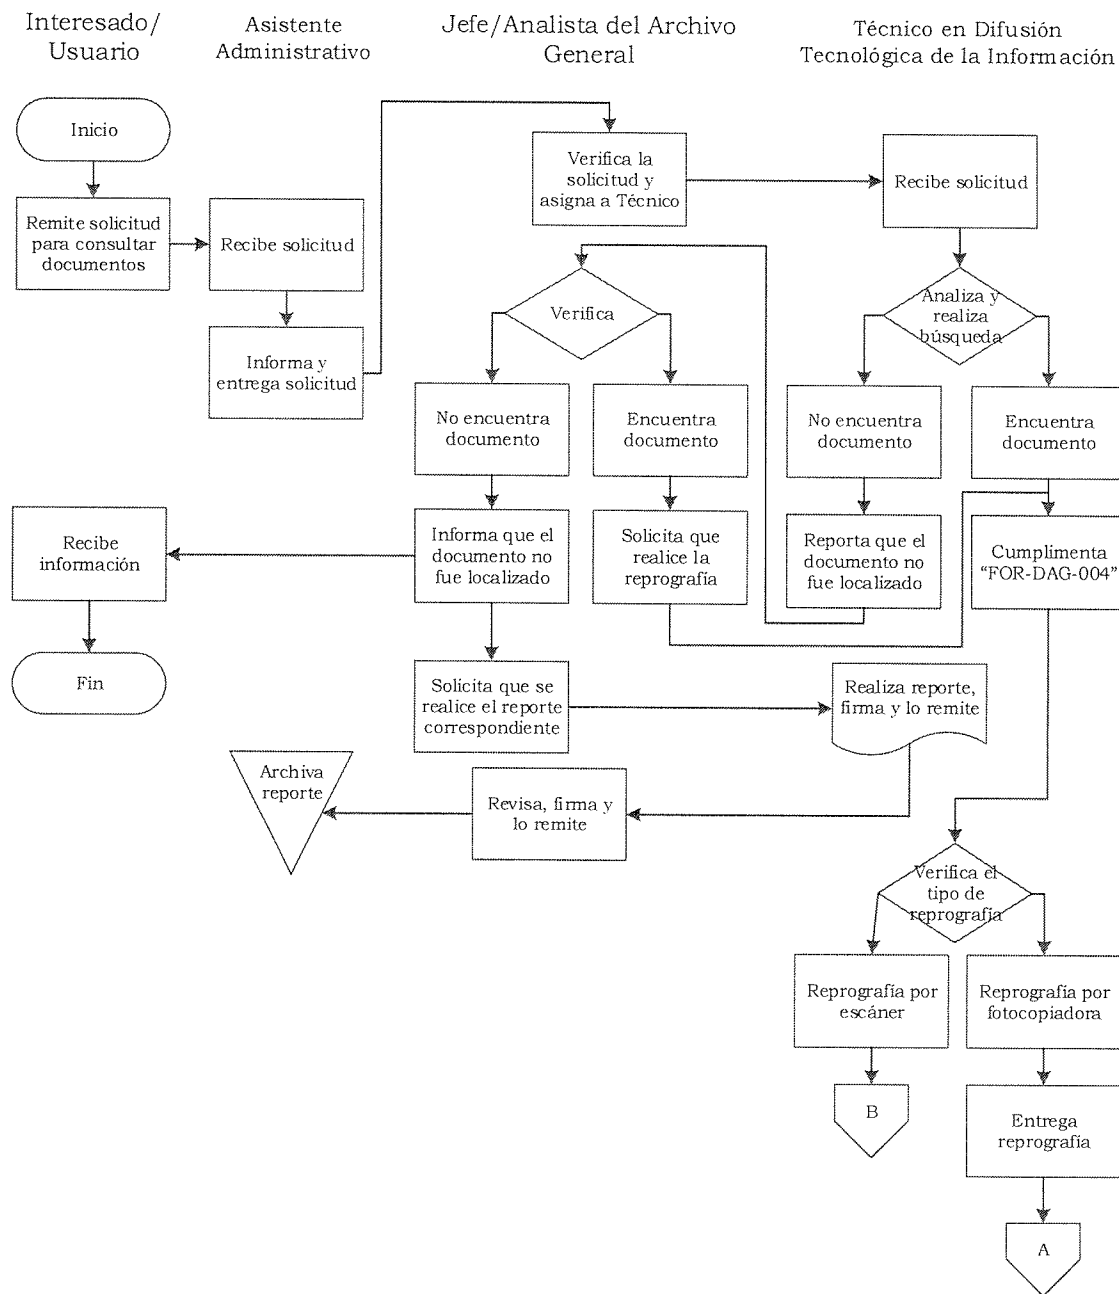 Interesado/
Usuario
Asistente
Administrativo
Jefe/Analista del Archivo
General
Técnico en Difusión
Tecnológica de la Información
Inicio
Verifica la
solicitud y
asigna a Técnico
Recibe solicitud
Remite solicitud
para consultar
documentos
Recibe solicitud
Verifica
Analiza y
realiza
búsqueda
Informa y
entrega solicitud
No encuentra
documento
Encuentra
documento
No encuentra
documento
Encuentra
documento
Recibe
información
Informa que el
documento no
fue localizado
Solicita que
realice la
reprografía
Reporta que el
documento no
fue localizado
Cumplimenta
“FOR-DAG-004”
Fin
Solicita que se
realice el reporte
correspondiente
Realiza reporte,
firma y lo remite
Archiva
reporte
Revisa, firma y
lo remite
Verifica el
tipo de
reprografía
Reprografía por
escáner
Reprografía por
fotocopiadora
B
Entrega
reprografía
A